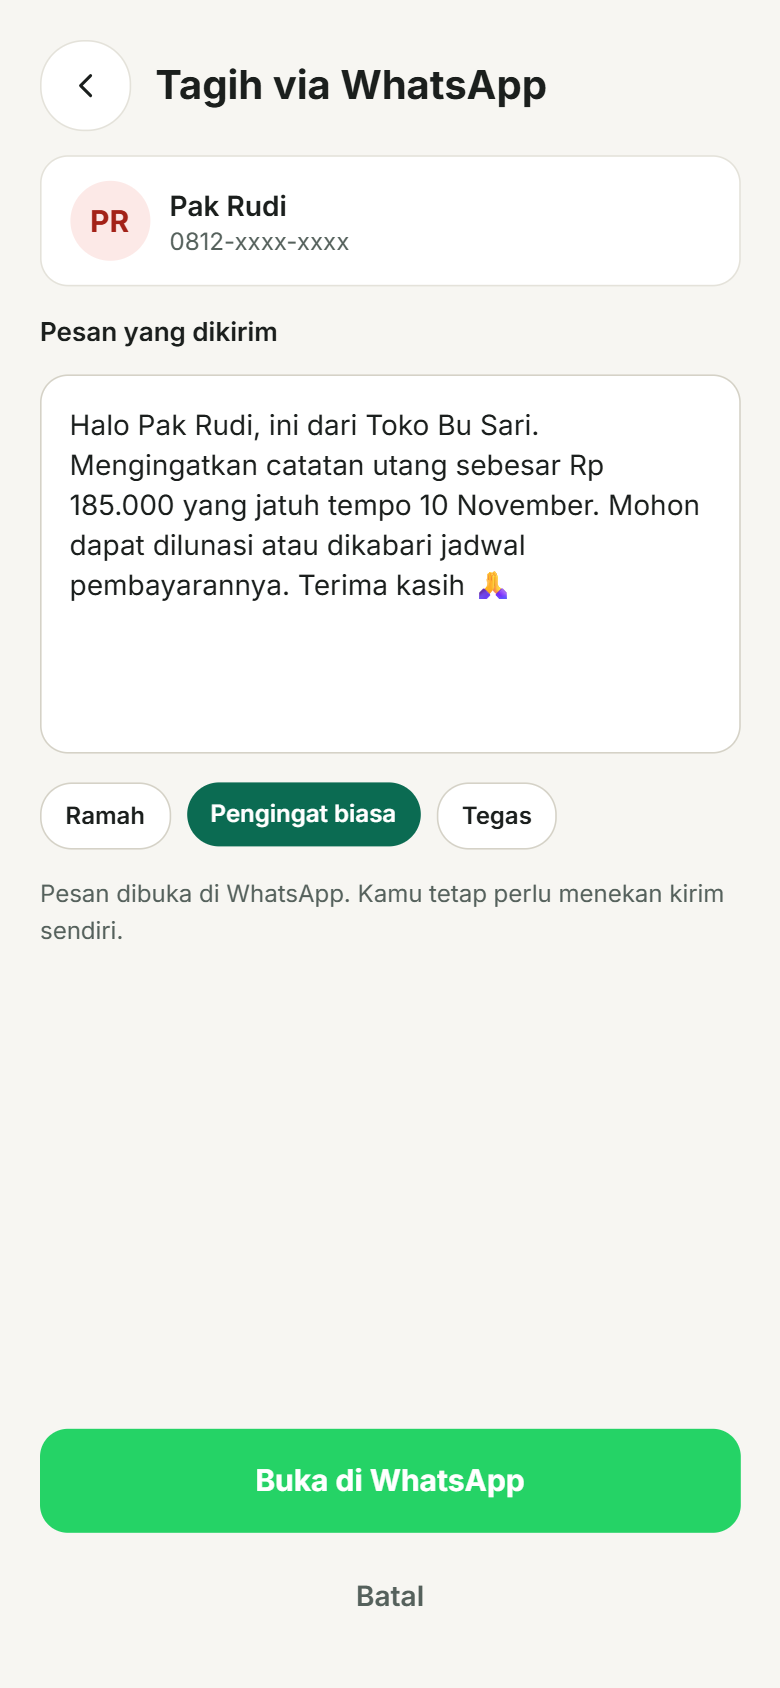 Tagih via WhatsApp
PR
Pak Rudi
0812-xxxx-xxxx
Pesan yang dikirim
Halo Pak Rudi, ini dari Toko Bu Sari.
Mengingatkan catatan utang sebesar Rp
185.000 yang jatuh tempo 10 November. Mohon
dapat dilunasi atau dikabari jadwal
pembayarannya. Terima kasih 🙏
Ramah
Pengingat biasa
Tegas
Pesan dibuka di WhatsApp. Kamu tetap perlu menekan kirim
sendiri.
Buka di WhatsApp
Batal